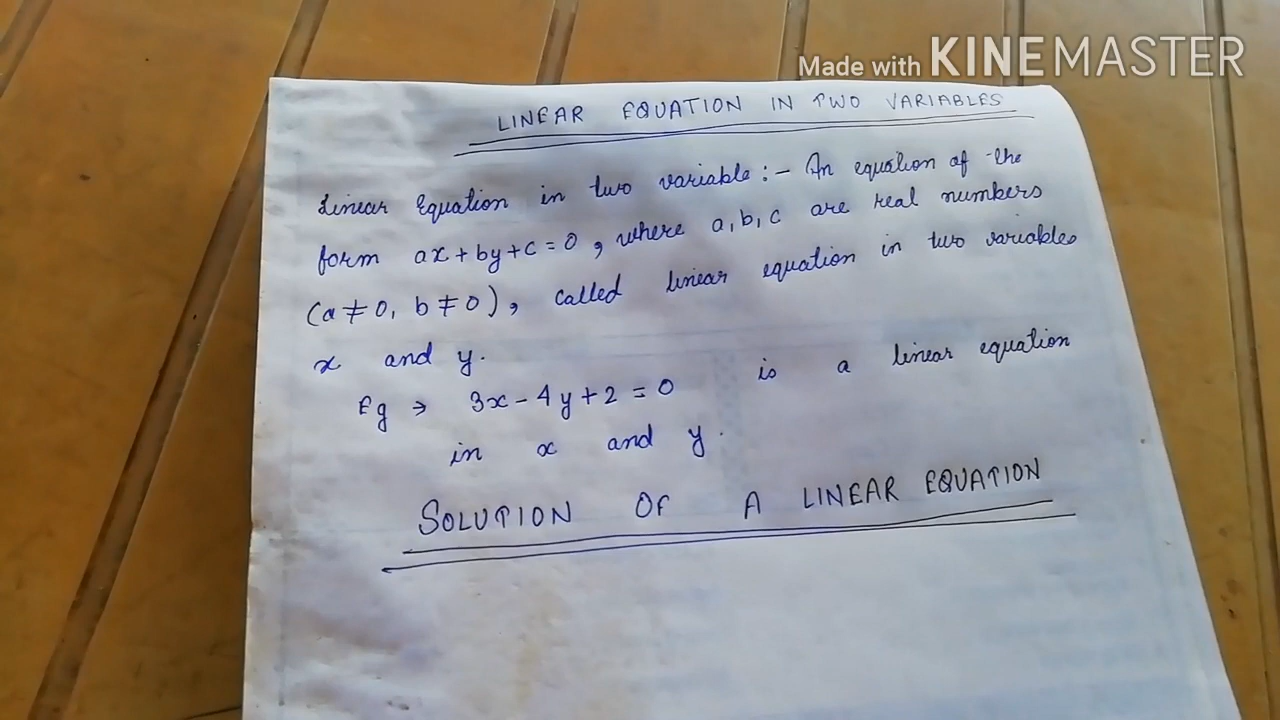 Made with KINEMASTER
LINEAR EQUATION IN TWO VARIABLES
Linear Equation in two variable :- An equation of the
form ax + by + c = 0, where a, b, c are real numbers
(a ≠ 0, b ≠ 0), called linear equation in two variables
x and y.
Eg → 3x - 4y + 2 = 0 is a linear equation
in x and y.
SOLUTION OF A LINEAR EQUATION